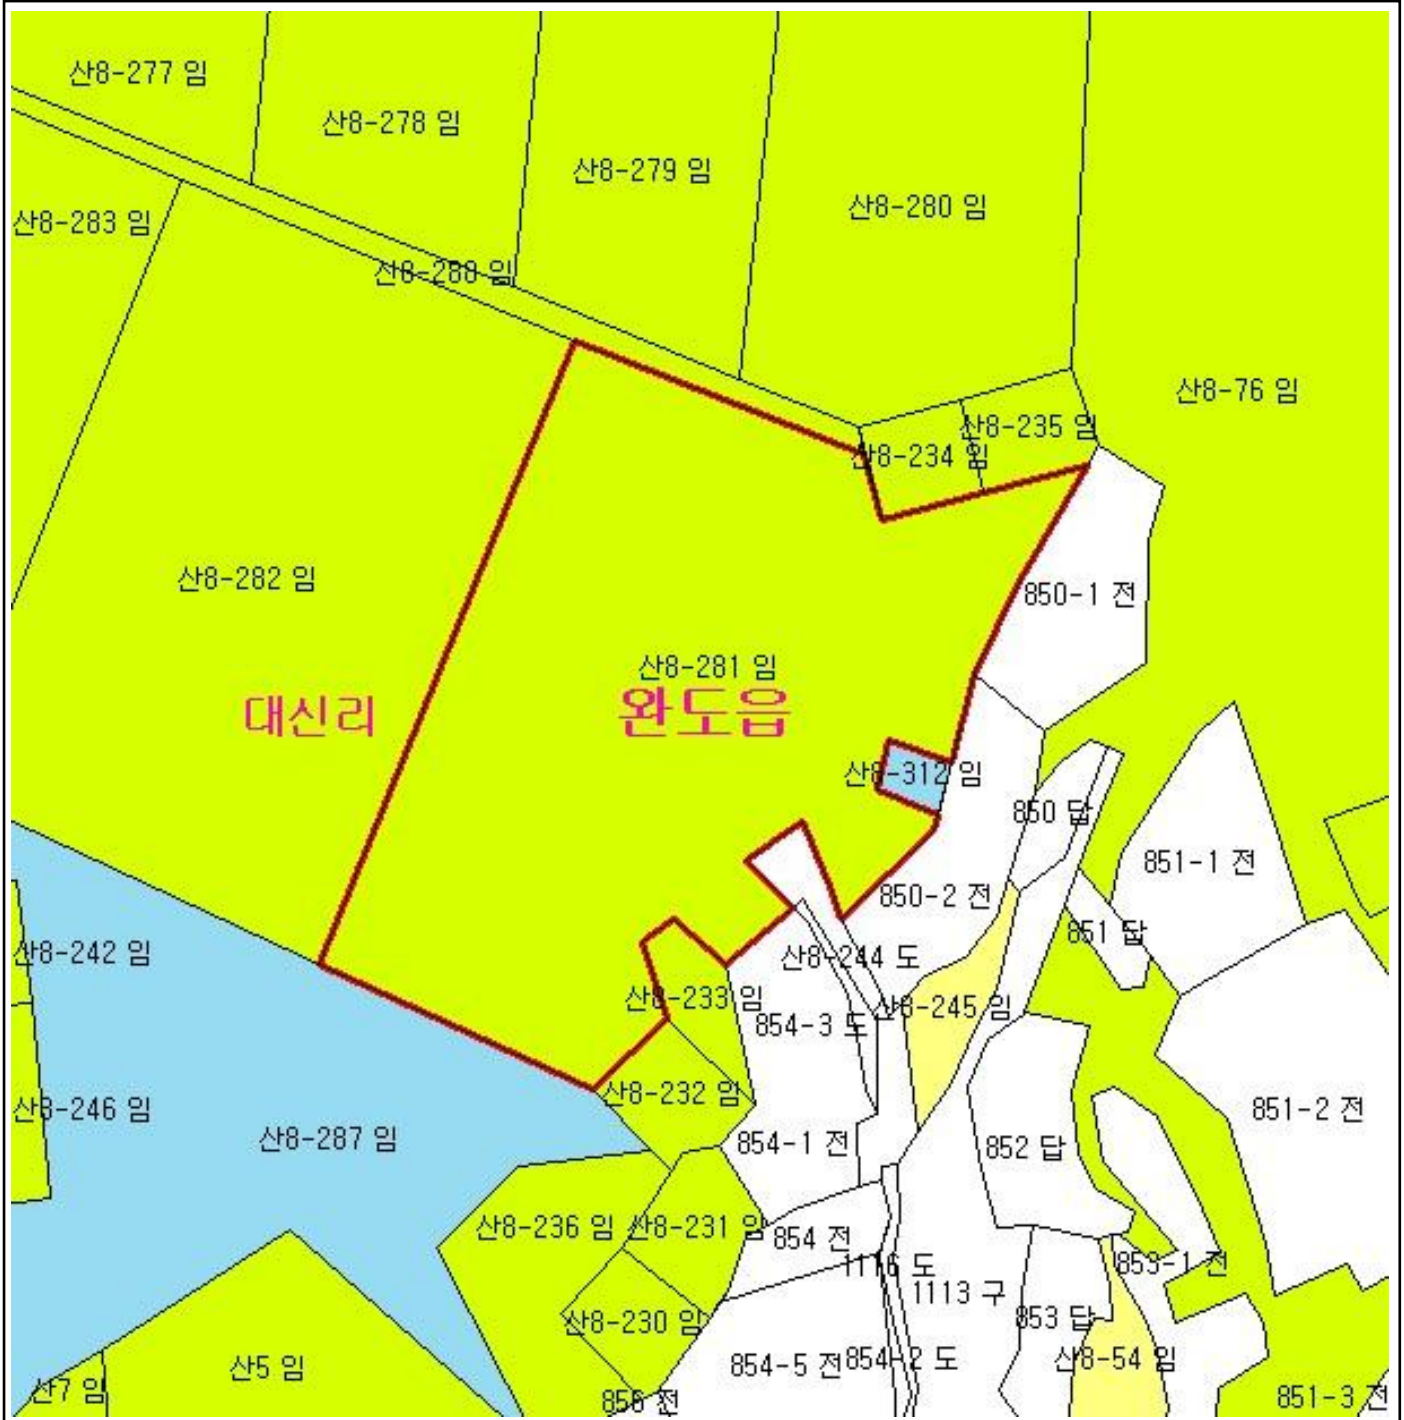 산8-277 임
산8-278 임
산8-279 임
산8-280 임
산8-283 임
산8-288 임
산8-76 임
산8-235 임
산8-234 임
산8-282 임
850-1 전
산8-281 임
대신리
완도읍
산8-312 임
850 답
851-1 전
850-2 전
851 답
산8-242 임
산8-244 도
산8-233 임
산8-245 임
854-3 도
산8-232 임
산8-246 임
851-2 전
산8-287 임
854-1 전
852 답
산8-236 임
산8-231 임
854 전
1116 도
853-1 전
1113 구
산8-230 임
853 답
산5 임
854-5 전
854-2 도
산8-54 임
산7 임
856 전
851-3 전